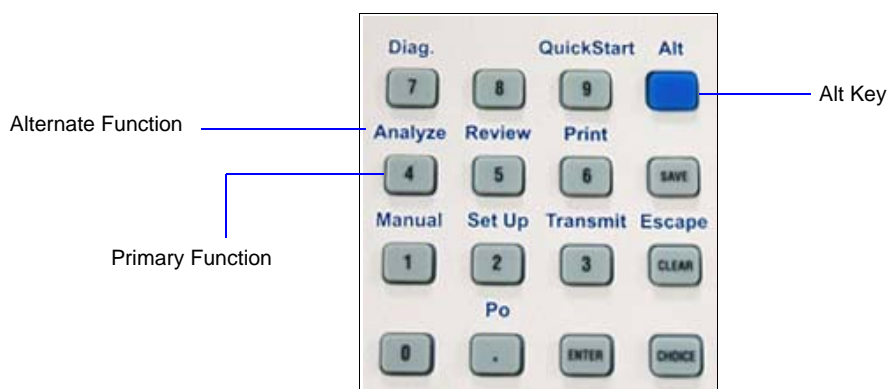 Diag. QuickStart Alt
7 8 9
Alt Key
Alternate Function
Analyze Review Print
4 5 6 SAVE
Manual Set Up Transmit Escape
Primary Function
1 2 3 CLEAR
Po
0 . ENTER CHOICE